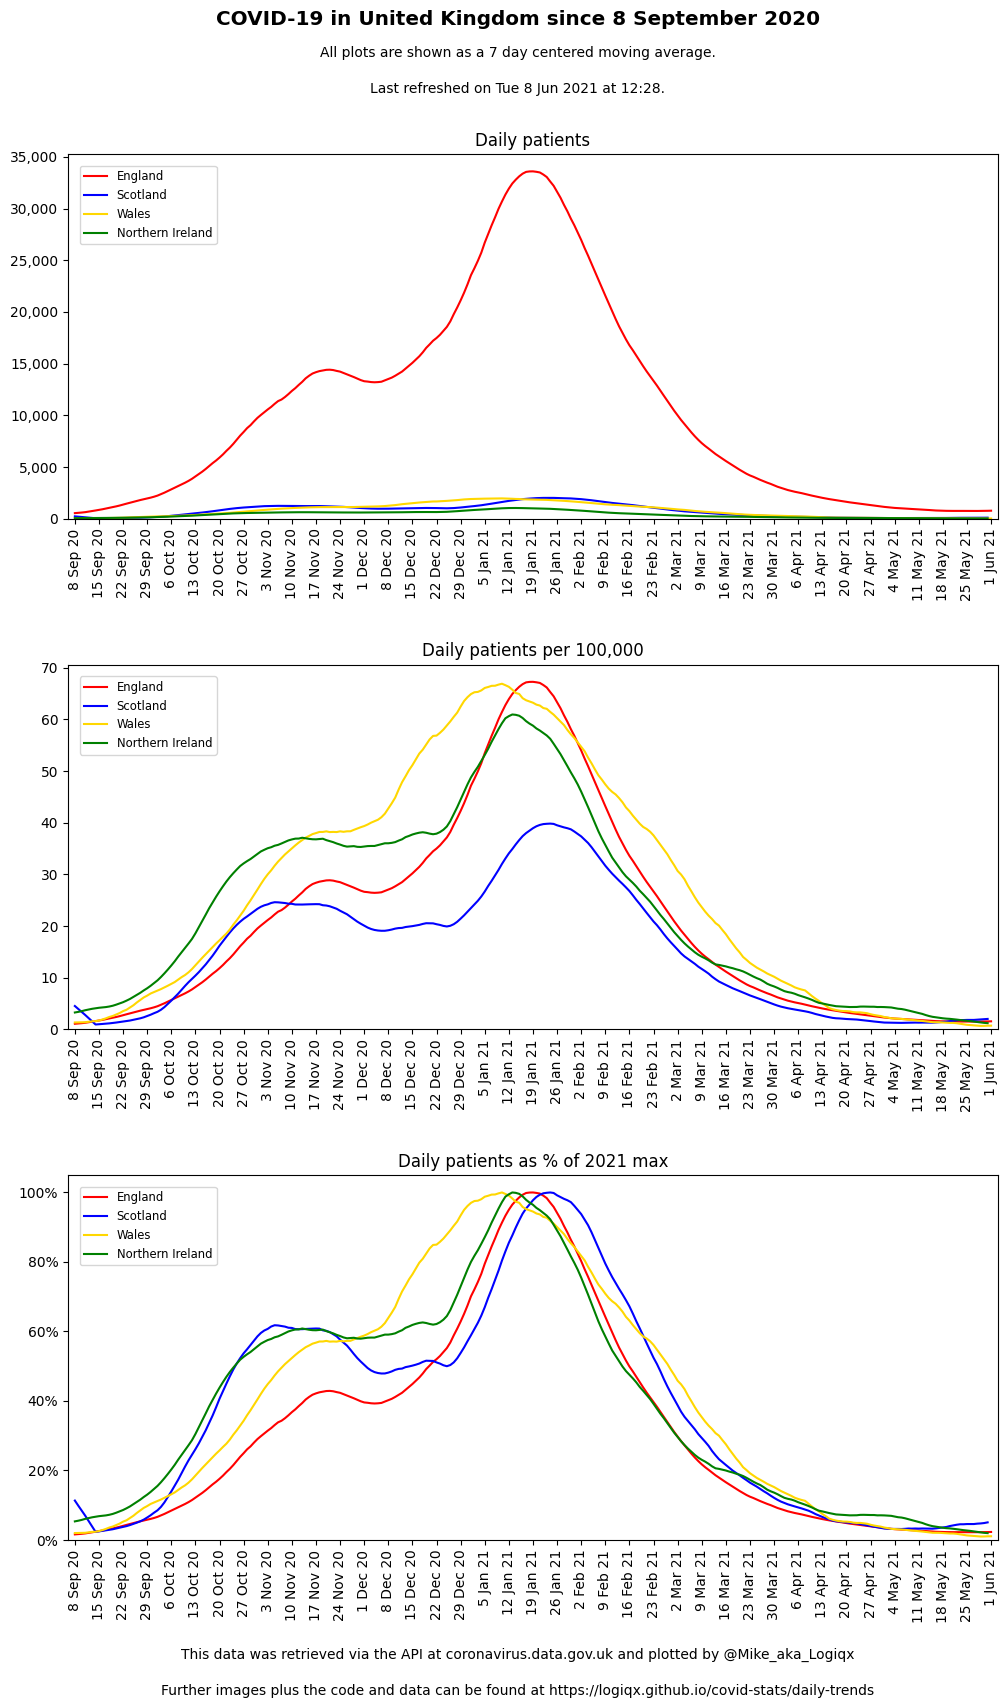 COVID-19 in United Kingdom since 8 September 2020
All plots are shown as a 7 day centered moving average.
Last refreshed on Tue 8 Jun 2021 at 12:28.
Daily patients
35,000
30,000
25,000
20,000
15,000
10,000
5,000
0
England
Scotland
Wales
Northern Ireland
8 Sep 20
15 Sep 20
22 Sep 20
29 Sep 20
6 Oct 20
13 Oct 20
20 Oct 20
27 Oct 20
3 Nov 20
10 Nov 20
17 Nov 20
24 Nov 20
1 Dec 20
8 Dec 20
15 Dec 20
22 Dec 20
29 Dec 20
5 Jan 21
12 Jan 21
19 Jan 21
26 Jan 21
2 Feb 21
9 Feb 21
16 Feb 21
23 Feb 21
2 Mar 21
9 Mar 21
16 Mar 21
23 Mar 21
30 Mar 21
6 Apr 21
13 Apr 21
20 Apr 21
27 Apr 21
4 May 21
11 May 21
18 May 21
25 May 21
1 Jun 21
Daily patients per 100,000
70
60
50
40
30
20
10
0
England
Scotland
Wales
Northern Ireland
8 Sep 20
15 Sep 20
22 Sep 20
29 Sep 20
6 Oct 20
13 Oct 20
20 Oct 20
27 Oct 20
3 Nov 20
10 Nov 20
17 Nov 20
24 Nov 20
1 Dec 20
8 Dec 20
15 Dec 20
22 Dec 20
29 Dec 20
5 Jan 21
12 Jan 21
19 Jan 21
26 Jan 21
2 Feb 21
9 Feb 21
16 Feb 21
23 Feb 21
2 Mar 21
9 Mar 21
16 Mar 21
23 Mar 21
30 Mar 21
6 Apr 21
13 Apr 21
20 Apr 21
27 Apr 21
4 May 21
11 May 21
18 May 21
25 May 21
1 Jun 21
Daily patients as % of 2021 max
100%
80%
60%
40%
20%
0%
England
Scotland
Wales
Northern Ireland
8 Sep 20
15 Sep 20
22 Sep 20
29 Sep 20
6 Oct 20
13 Oct 20
20 Oct 20
27 Oct 20
3 Nov 20
10 Nov 20
17 Nov 20
24 Nov 20
1 Dec 20
8 Dec 20
15 Dec 20
22 Dec 20
29 Dec 20
5 Jan 21
12 Jan 21
19 Jan 21
26 Jan 21
2 Feb 21
9 Feb 21
16 Feb 21
23 Feb 21
2 Mar 21
9 Mar 21
16 Mar 21
23 Mar 21
30 Mar 21
6 Apr 21
13 Apr 21
20 Apr 21
27 Apr 21
4 May 21
11 May 21
18 May 21
25 May 21
1 Jun 21
This data was retrieved via the API at coronavirus.data.gov.uk and plotted by @Mike_aka_Logiqx
Further images plus the code and data can be found at https://logiqx.github.io/covid-stats/daily-trends